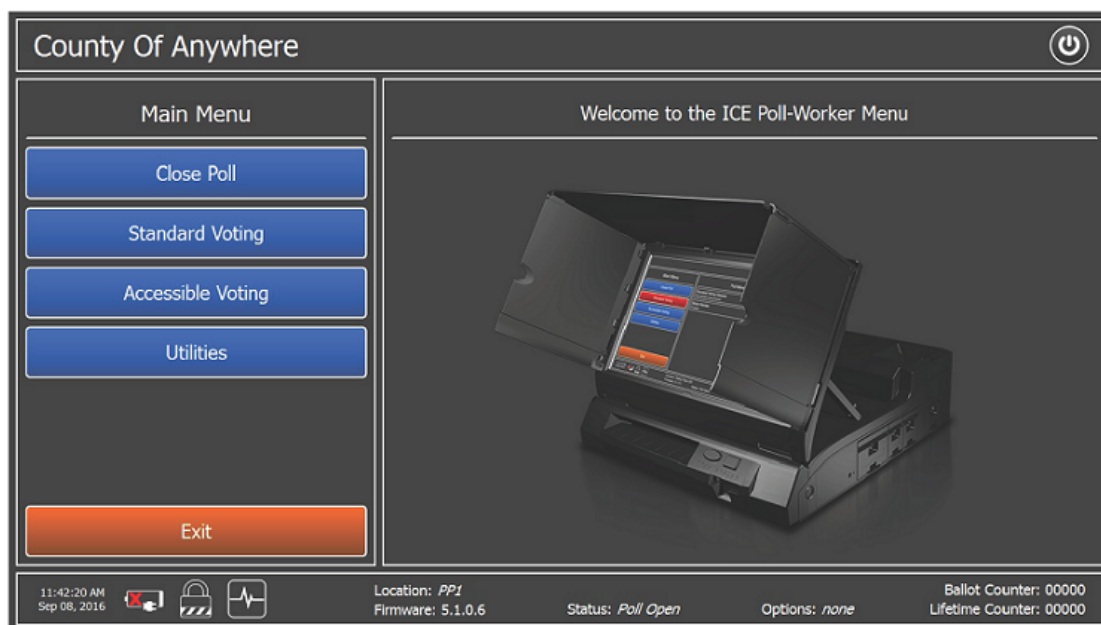 County Of Anywhere
Main Menu
Close Poll
Standard Voting
Accessible Voting
Utilities
Exit
Welcome to the ICE Poll-Worker Menu
11:42:20 AM
Sep 08, 2016
Location: PP1
Firmware: 5.1.0.6
Status: Poll Open
Options: none
Ballot Counter: 00000
Lifetime Counter: 00000